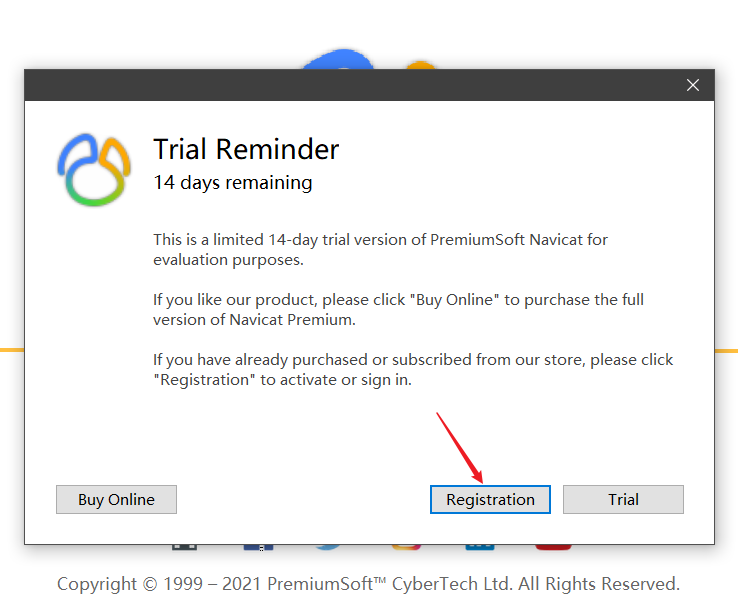 Trial Reminder
14 days remaining
This is a limited 14-day trial version of PremiumSoft Navicat for
evaluation purposes.
If you like our product, please click "Buy Online" to purchase the full
version of Navicat Premium.
If you have already purchased or subscribed from our store, please click
"Registration" to activate or sign in.
Buy Online
Registration
Trial
Copyright © 1999 – 2021 PremiumSoft™ CyberTech Ltd. All Rights Reserved.